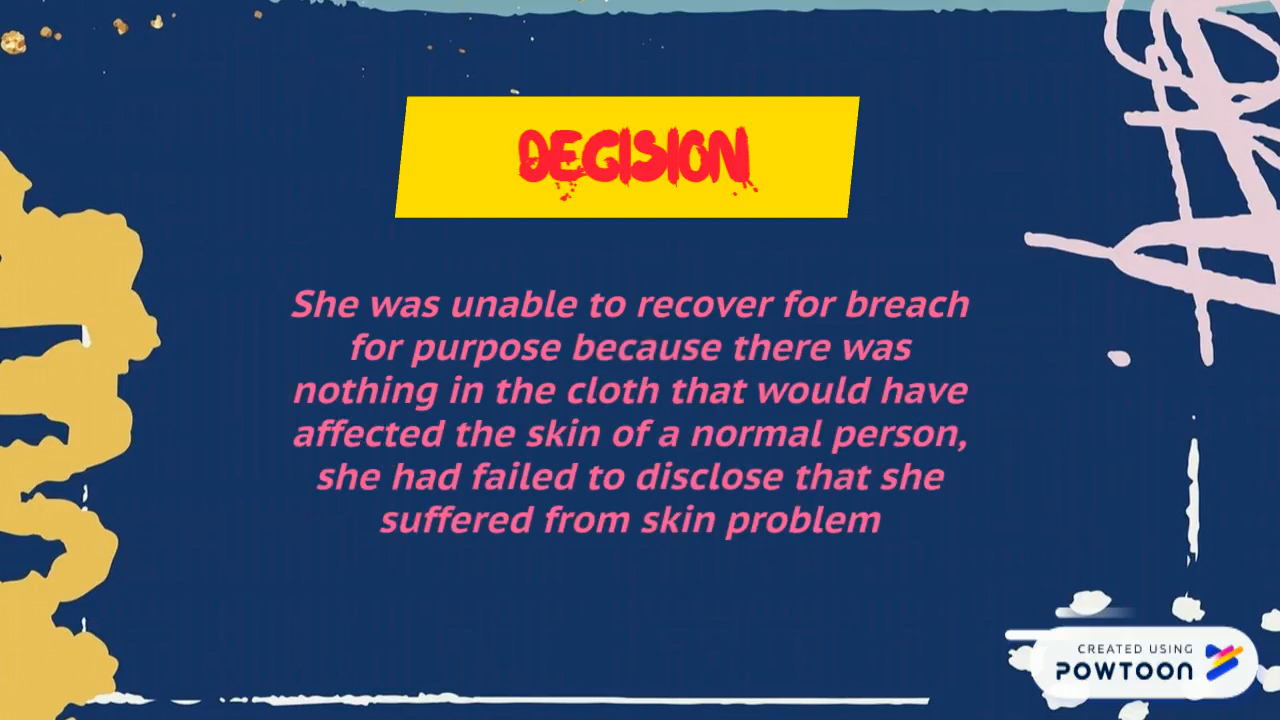 DECISION
She was unable to recover for breach
for purpose because there was
nothing in the cloth that would have
affected the skin of a normal person,
she had failed to disclose that she
suffered from skin problem
CREATED USING
POWTOON